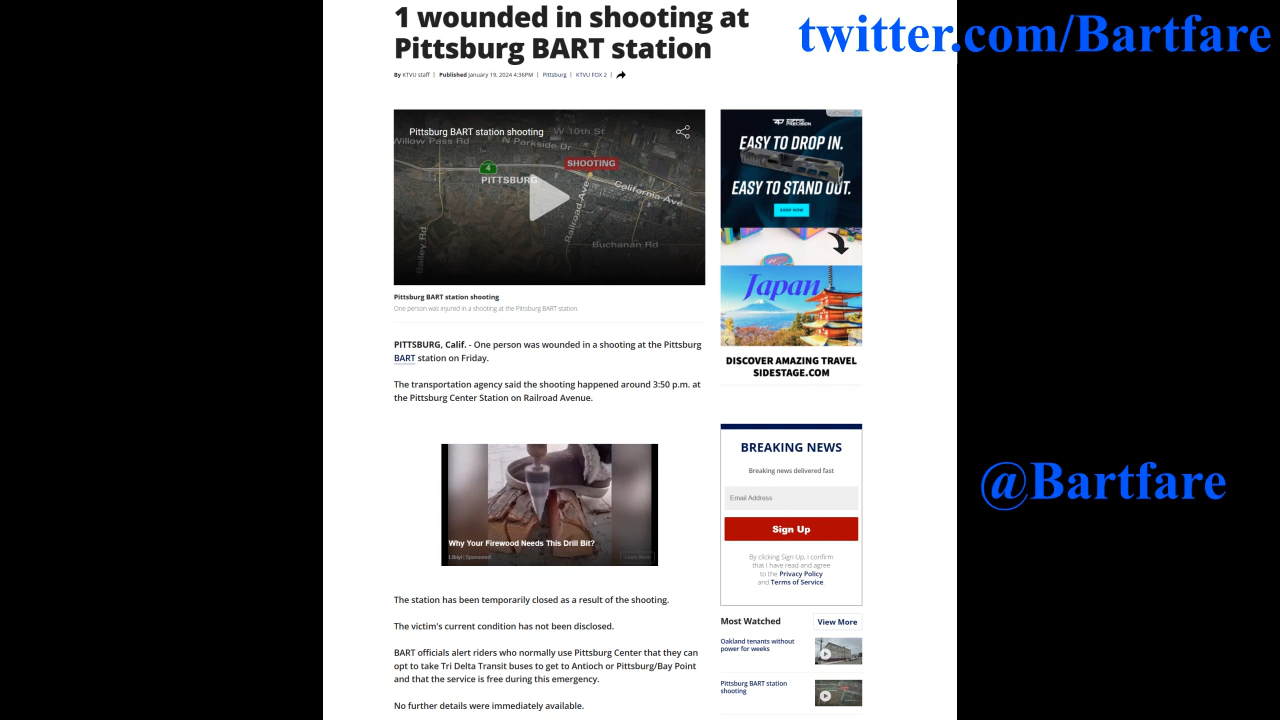 1 wounded in shooting at
Pittsburg BART station
twitter.com/Bartfare
By KTVU staff | Published January 19, 2024 4:36PM | Pittsburg | KTVU FOX 2 |
Pittsburg BART station shooting
W 10th St
Willow Pass Rd
N Parkside Dr
SHOOTING
4
PITTSBURG
California Ave
Railroad Ave
Buchanan Rd
Bailey Rd
Pittsburg BART station shooting
One person was injured in a shooting at the Pittsburg BART station.
PITTSBURG, Calif. - One person was wounded in a shooting at the Pittsburg
BART station on Friday.
The transportation agency said the shooting happened around 3:50 p.m. at
the Pittsburg Center Station on Railroad Avenue.
Why Your Firewood Needs This Drill Bit?
Sponsored
Learn More
The station has been temporarily closed as a result of the shooting.
The victim's current condition has not been disclosed.
BART officials alert riders who normally use Pittsburg Center that they can
opt to take Tri Delta Transit buses to get to Antioch or Pittsburg/Bay Point
and that the service is free during this emergency.
No further details were immediately available.
PRECISION
EASY TO DROP IN.
EASY TO STAND OUT.
SHOP NOW
Japan
DISCOVER AMAZING TRAVEL
SIDESTAGE.COM
BREAKING NEWS
Breaking news delivered fast
Email Address
Sign Up
By clicking Sign Up, I confirm
that I have read and agree
to the Privacy Policy
and Terms of Service
Most Watched
View More
Oakland tenants without
power for weeks
Pittsburg BART station
shooting
@Bartfare